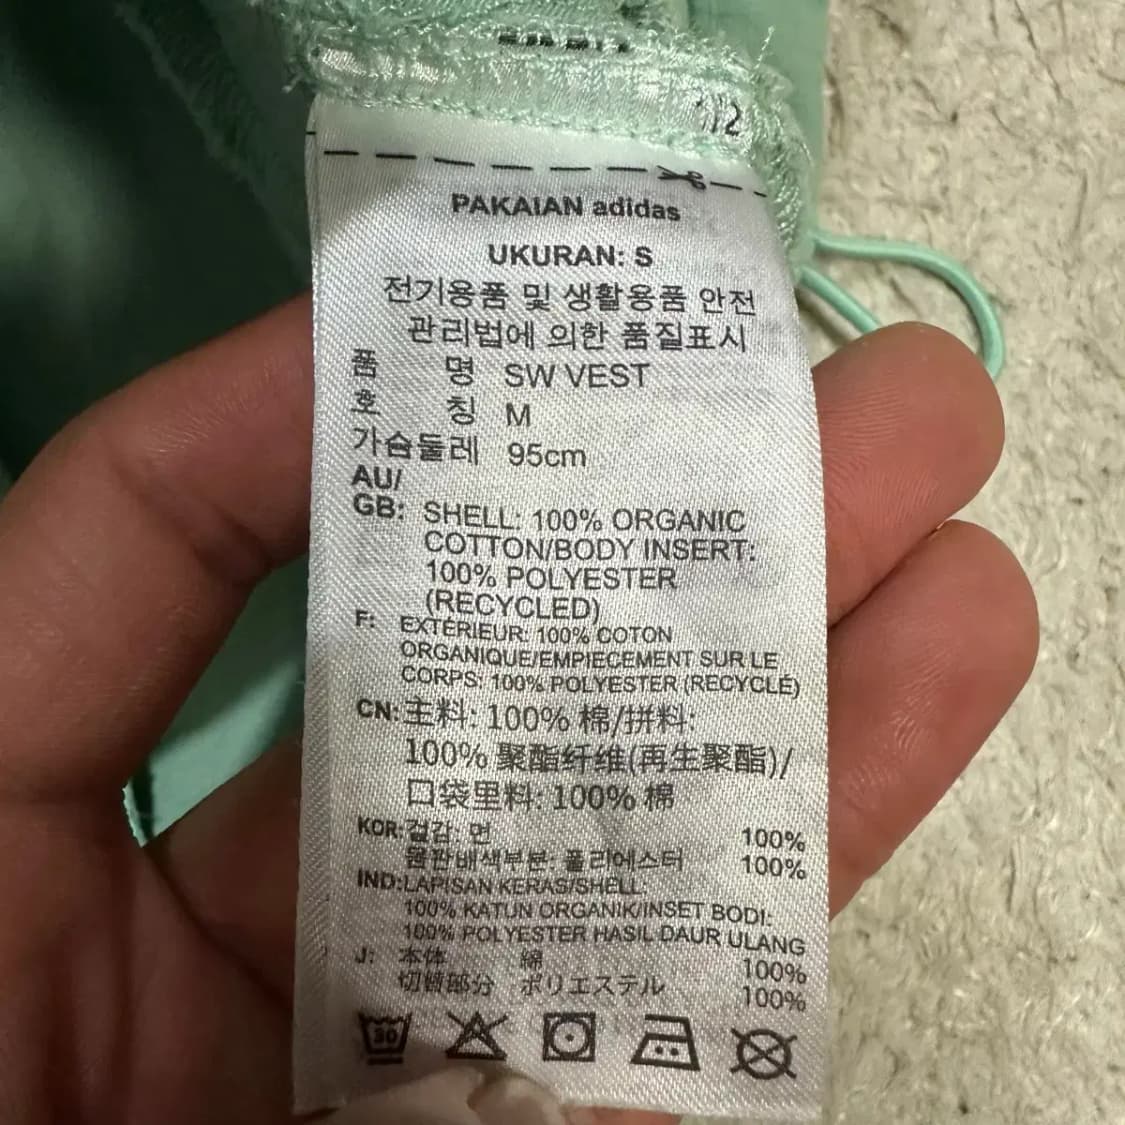 1/2
PAKAIAN adidas
UKURAN: S
전기용품 및 생활용품 안전
관리법에 의한 품질표시
품 명 SW VEST
호 칭 M
가슴둘레 95cm
AU/
GB: SHELL: 100% ORGANIC
COTTON/BODY INSERT:
100% POLYESTER
(RECYCLED)
F: EXTÉRIEUR: 100% COTON
ORGANIQUE/EMPIECEMENT SUR LE
CORPS: 100% POLYESTER (RECYCLÉ)
CN: 主料: 100% 棉/拼料:
100% 聚酯纤维(再生聚酯)/
口袋里料: 100% 棉
KOR: 겉감: 면 100%
몸판배색부분: 폴리에스터 100%
IND: LAPISAN KERAS/SHELL:
100% KATUN ORGANIK/INSET BODI:
100% POLYESTER HASIL DAUR ULANG
J: 本体 綿 100%
切替部分 ポリエステル 100%
30